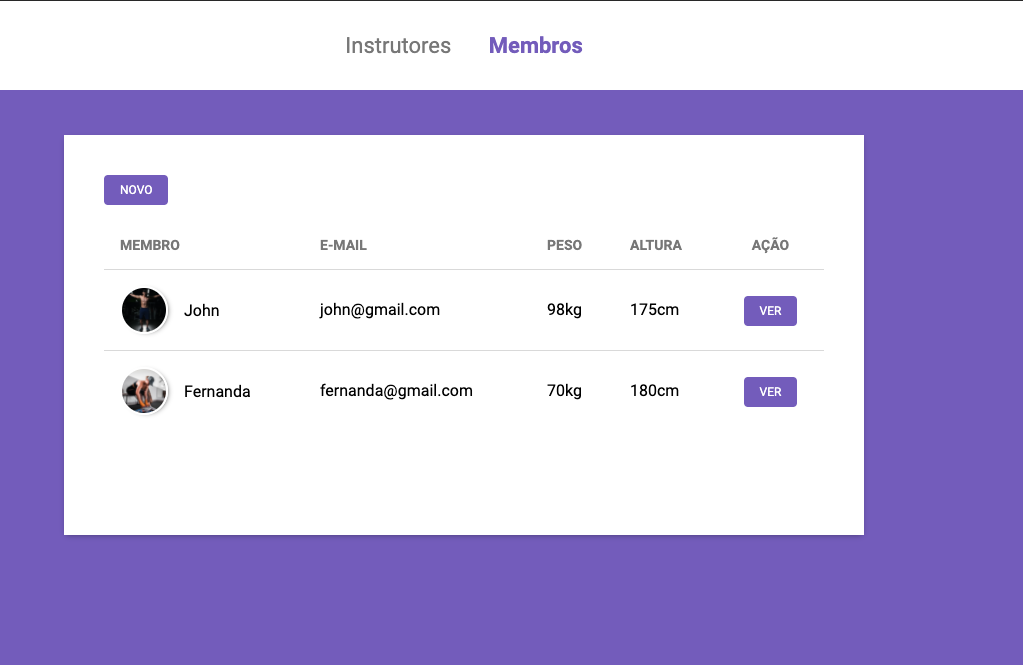 Instrutores Membros
NOVO
MEMBRO E-MAIL PESO ALTURA AÇÃO
John john@gmail.com 98kg 175cm VER
Fernanda fernanda@gmail.com 70kg 180cm VER